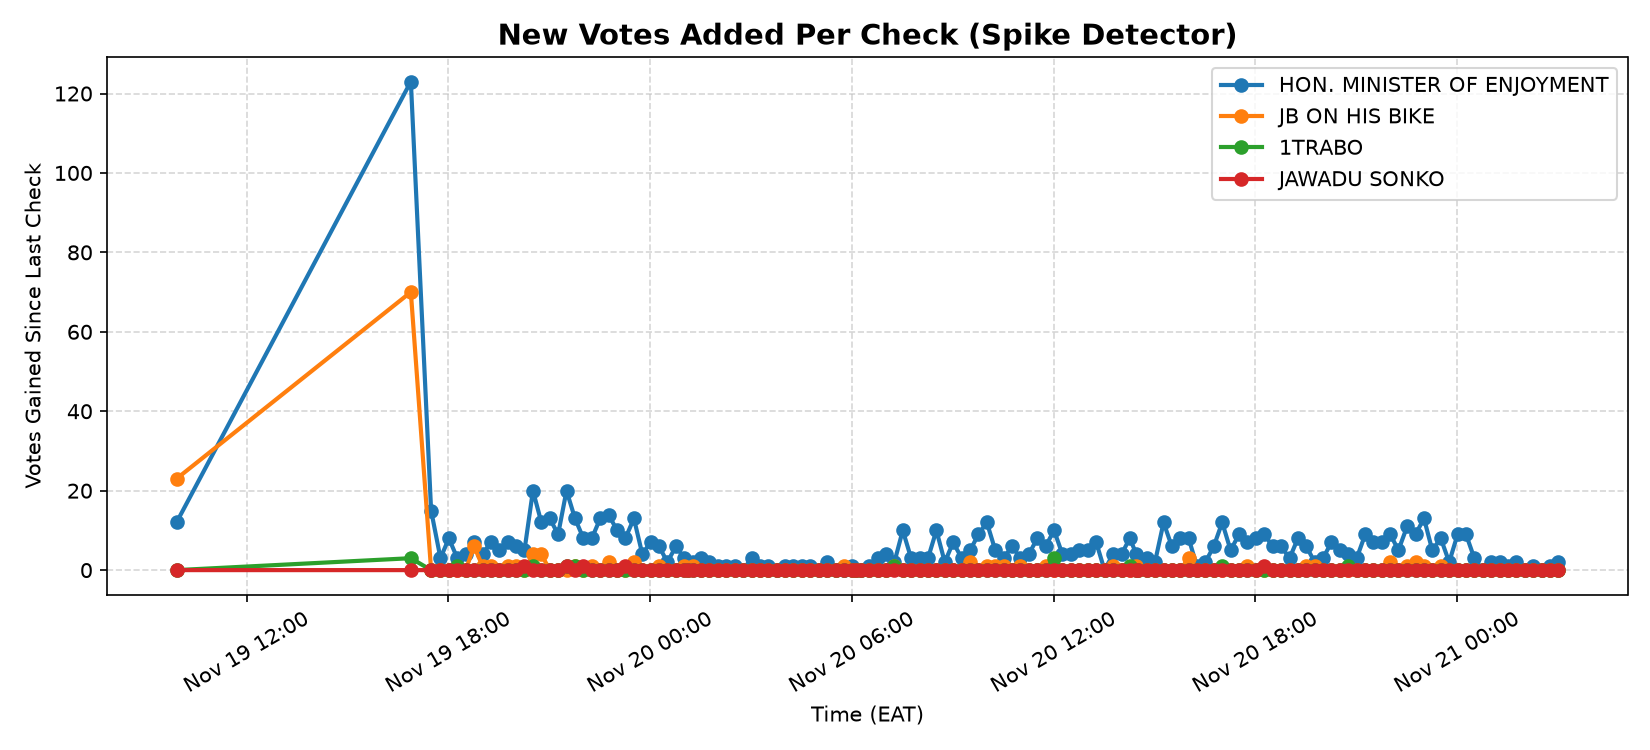 New Votes Added Per Check (Spike Detector)
HON. MINISTER OF ENJOYMENT
JB ON HIS BIKE
1TRABO
JAWADU SONKO
Votes Gained Since Last Check
120
100
80
60
40
20
0
Nov 19 12:00
Nov 19 18:00
Nov 20 00:00
Nov 20 06:00
Nov 20 12:00
Nov 20 18:00
Nov 21 00:00
Time (EAT)